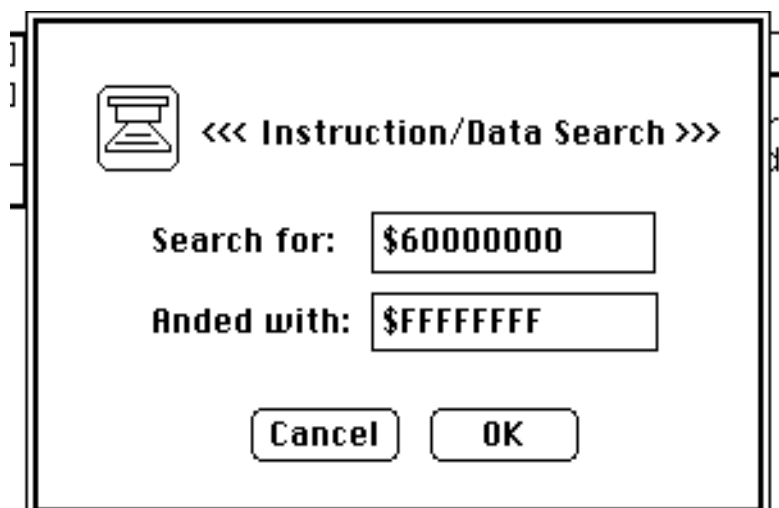 <<< Instruction/Data Search >>>
Search for: $60000000
Anded with: $FFFFFFFF
Cancel OK